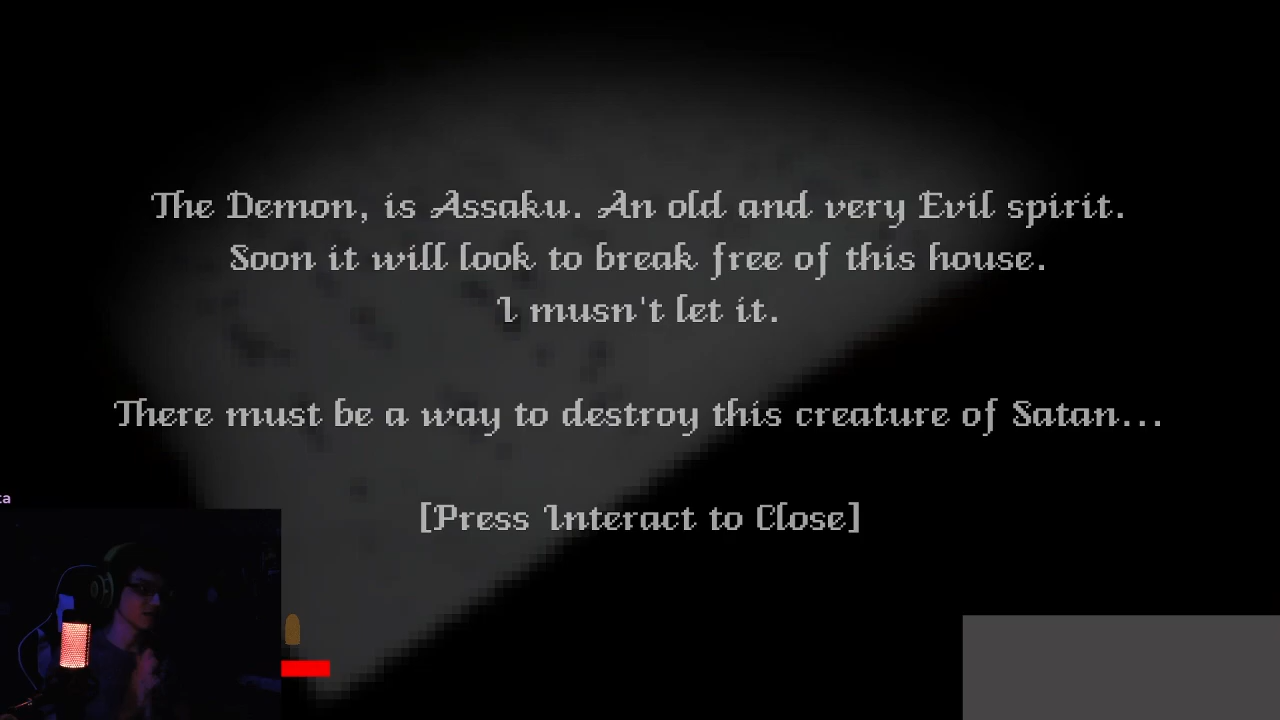 The Demon, is Assaku. An old and very Evil spirit.
Soon it will look to break free of this house.
I musn't let it.
There must be a way to destroy this creature of Satan...
[Press Interact to Close]
ta